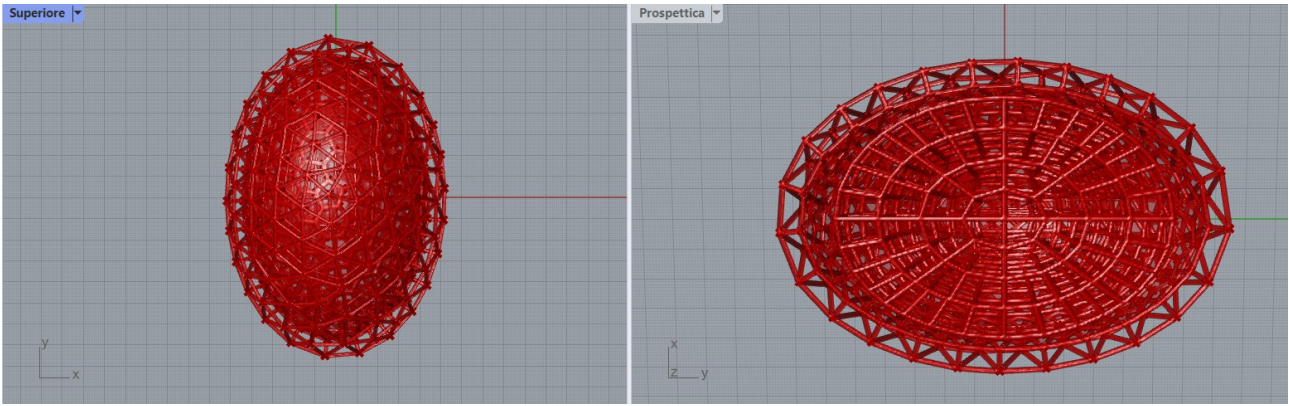 Superiore
Prospettica
y
x
x
z y